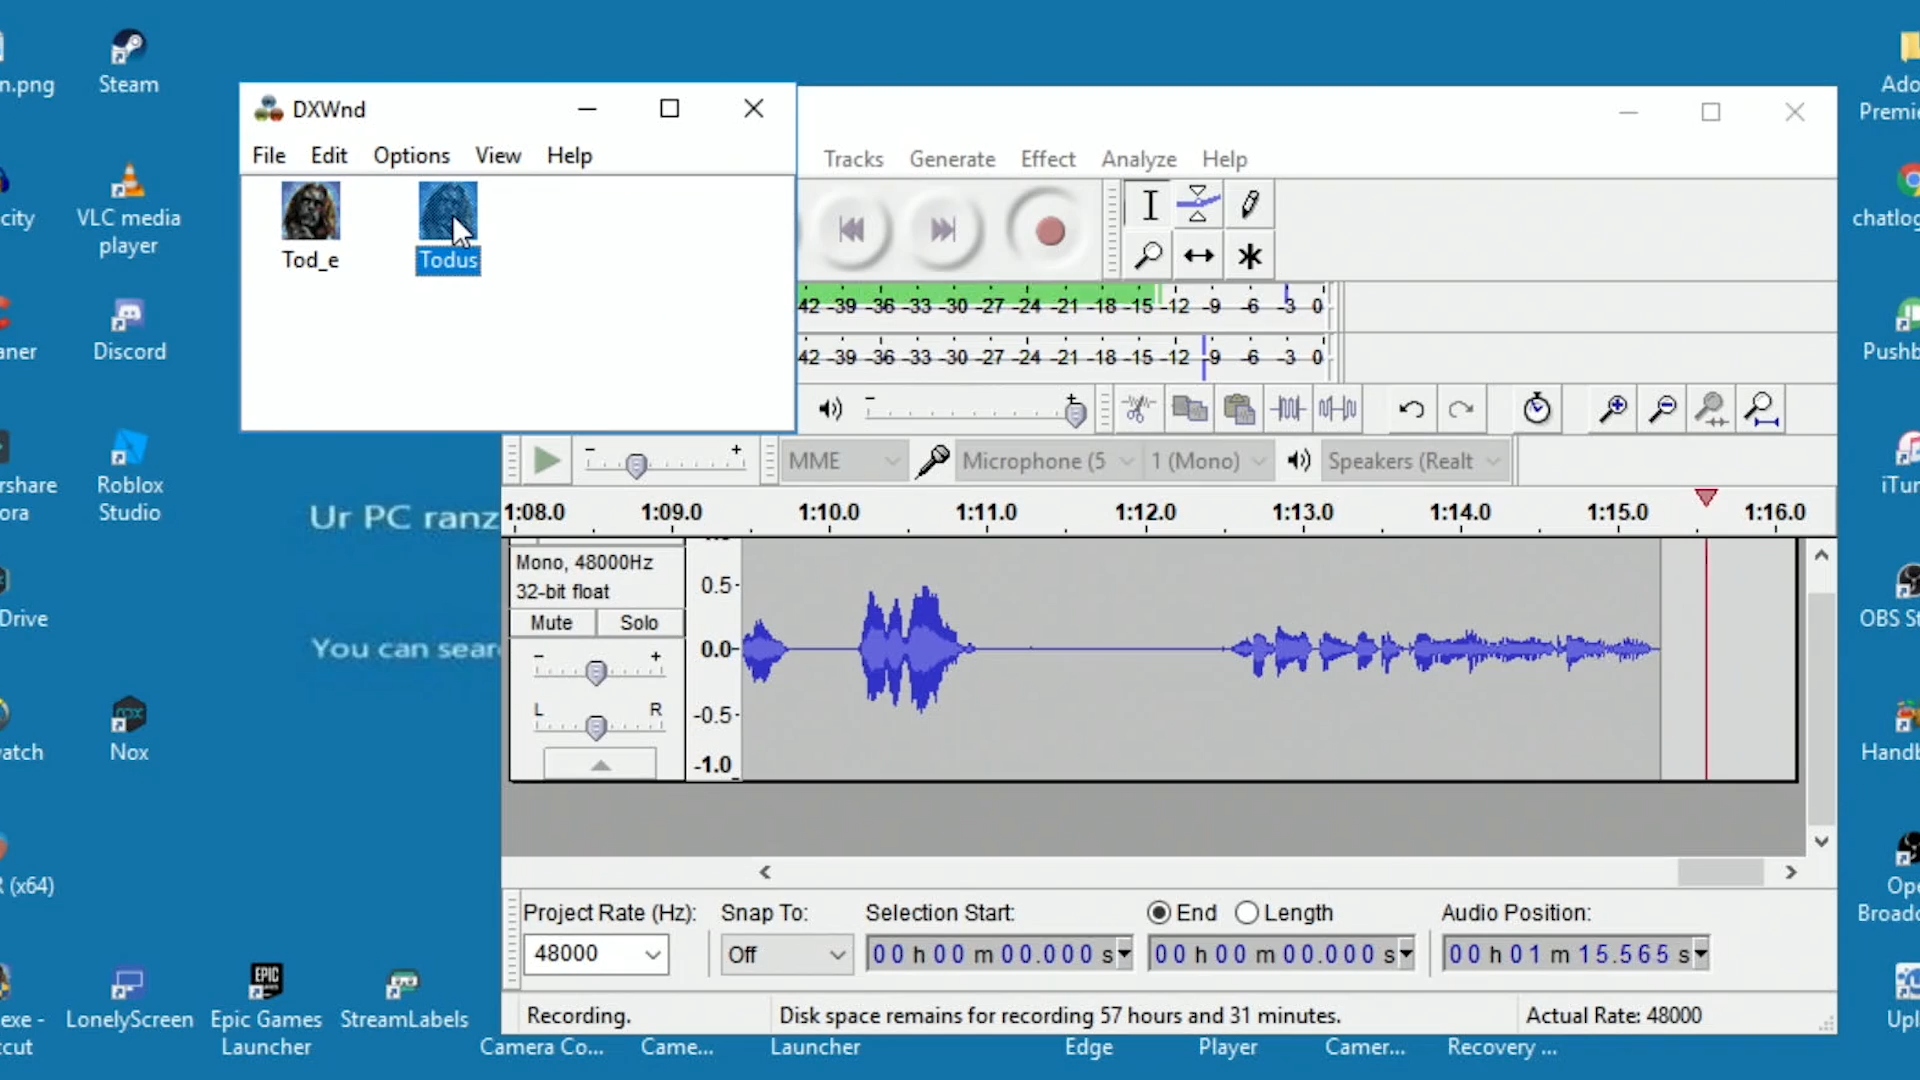 n.png
Steam
city
VLC media
player
aner
Discord
rshare
ora
Roblox
Studio
Drive
atch
Nox
R (x64)
exe -
cut
LonelyScreen
Epic Games
Launcher
StreamLabels
EPIC
GAMES
nox
Ur PC ranz
You can sear
DXWnd
File Edit Options View Help
Tod_e
Todus
Tracks Generate Effect Analyze Help
42 -39 -36 -33 -30 -27 -24 -21 -18 -15 -12 -9 -6 -3 0
42 -39 -36 -33 -30 -27 -24 -21 -18 -15 -12 -9 -6 -3 0
- +
- +
MME
Microphone (5
1 (Mono)
Speakers (Realt
1:08.0 1:09.0 1:10.0 1:11.0 1:12.0 1:13.0 1:14.0 1:15.0 1:16.0
Mono, 48000Hz
32-bit float
Mute Solo
- +
L R
0.5
0.0
-0.5
-1.0
Project Rate (Hz):
48000
Snap To:
Off
Selection Start:
00 h 00 m 00.000 s
End Length
00 h 00 m 00.000 s
Audio Position:
00 h 01 m 15.565 s
Recording.
Disk space remains for recording 57 hours and 31 minutes.
Actual Rate: 48000
Camera Co...
Came...
Launcher
Edge
Player
Camer...
Recovery ...
Ado
Premie
chatlog
Pushb
iTun
OBS St
Handb
Ope
Broadc
Upl